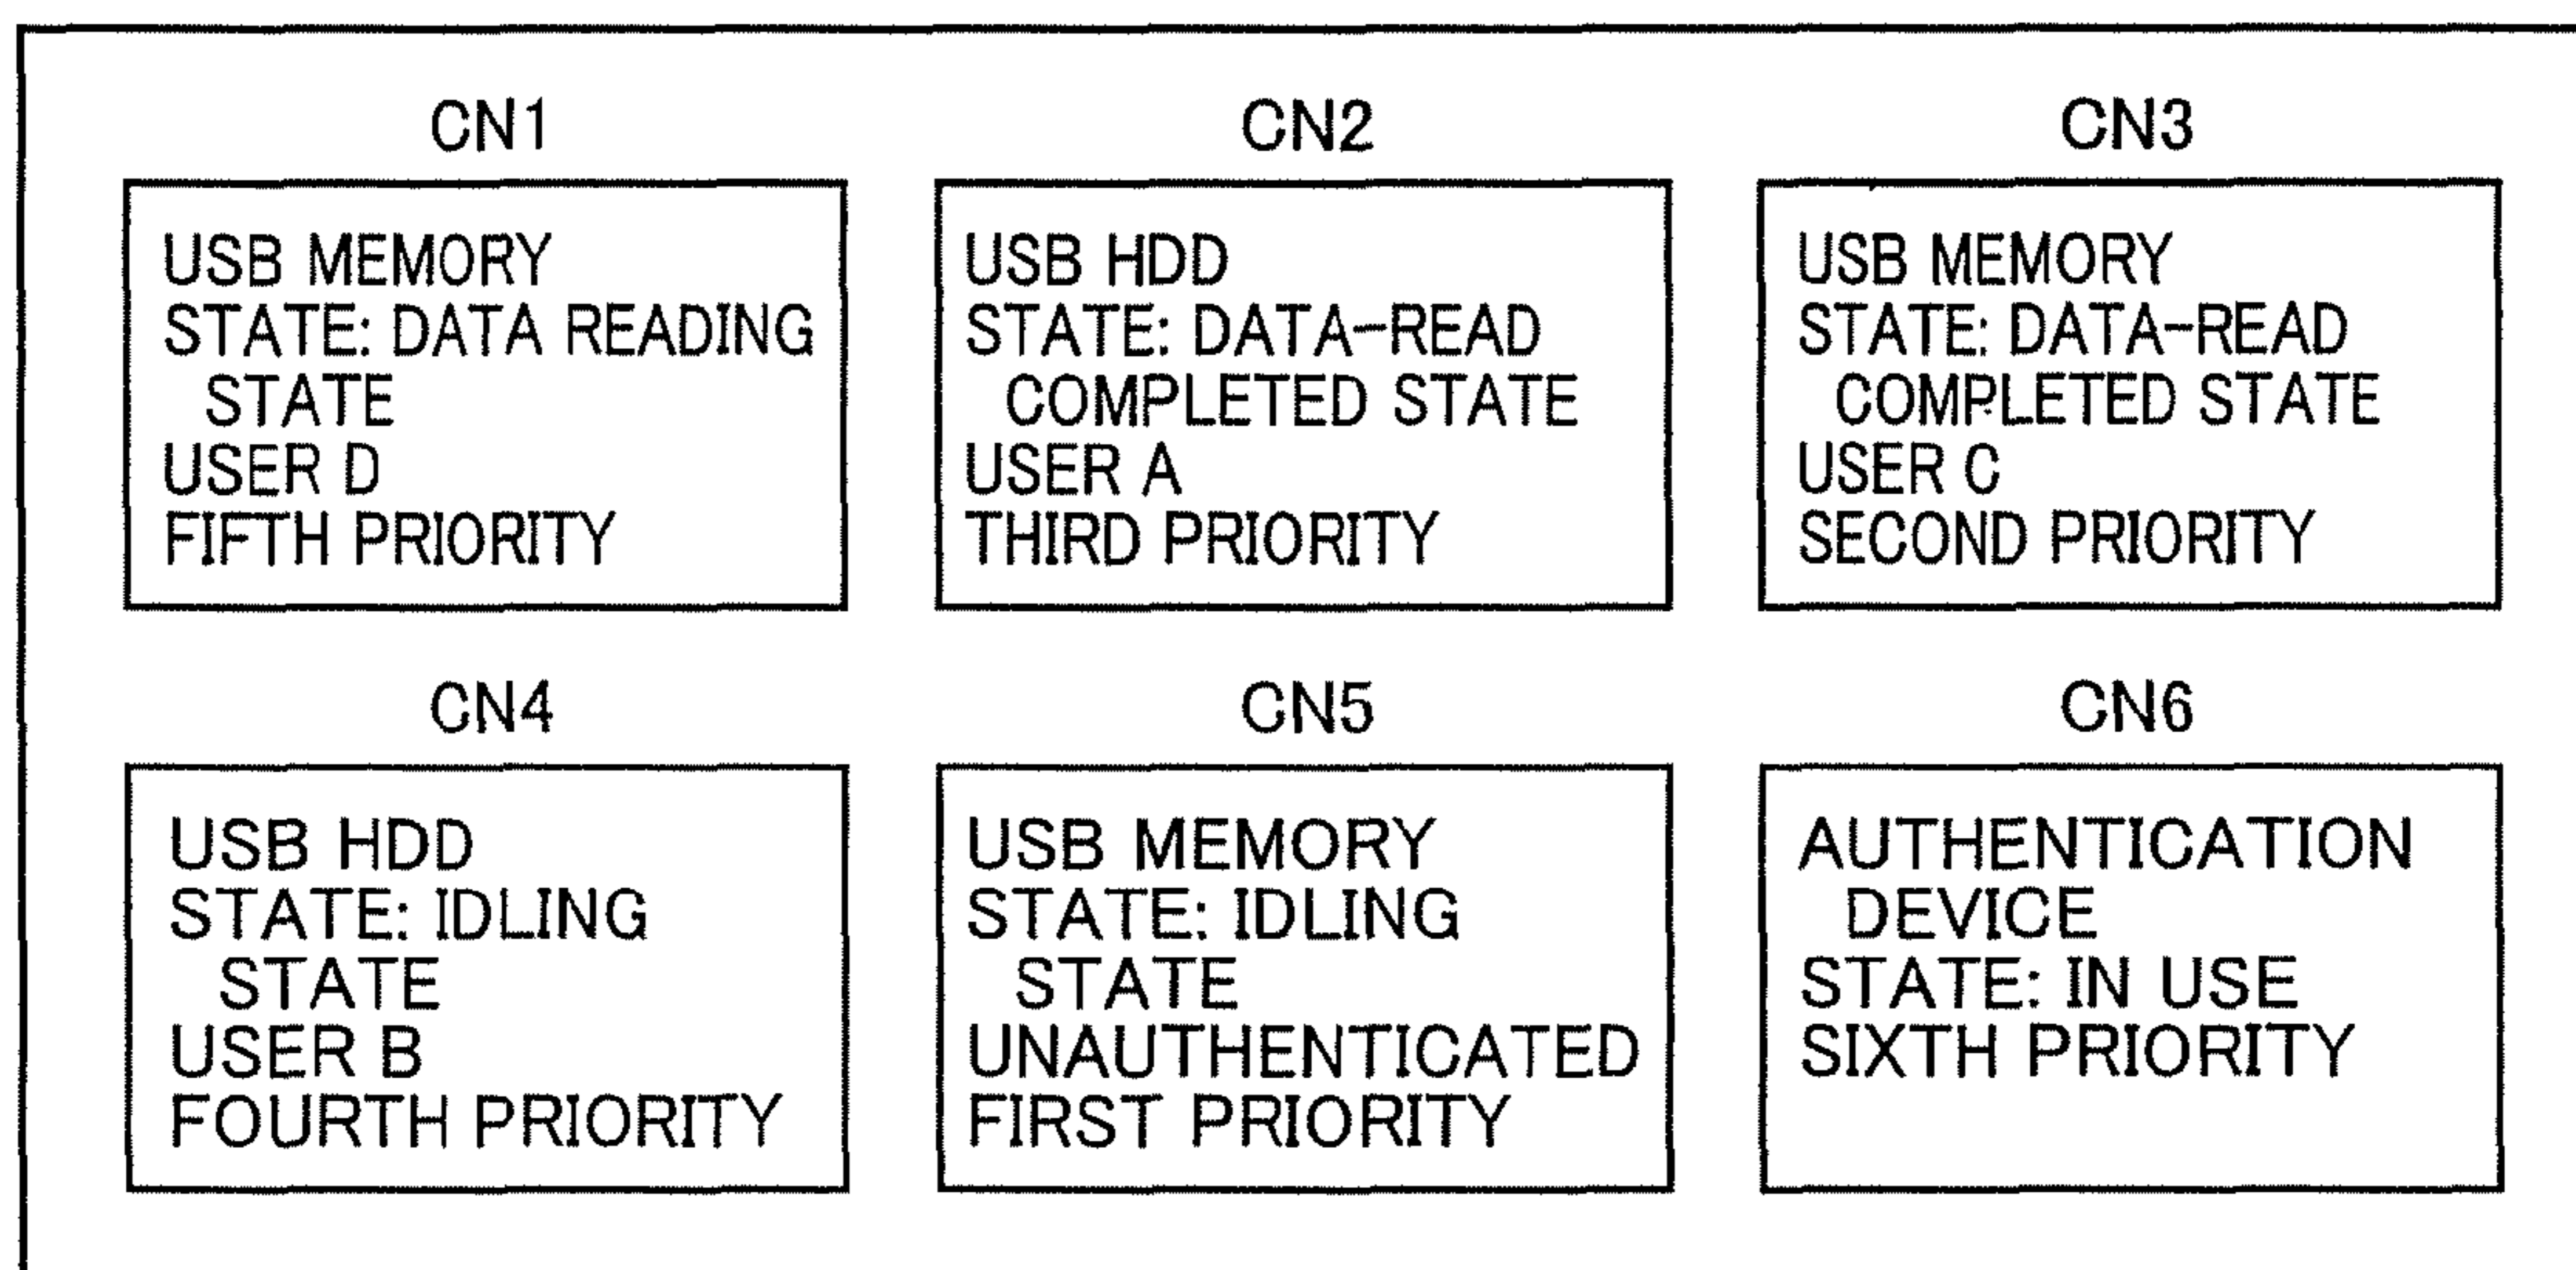 CN1
USB MEMORY
STATE: DATA READING
STATE
USER D
FIFTH PRIORITY
CN2
USB HDD
STATE: DATA-READ
COMPLETED STATE
USER A
THIRD PRIORITY
CN3
USB MEMORY
STATE: DATA-READ
COMPLETED STATE
USER C
SECOND PRIORITY
CN4
USB HDD
STATE: IDLING
STATE
USER B
FOURTH PRIORITY
CN5
USB MEMORY
STATE: IDLING
STATE
UNAUTHENTICATED
FIRST PRIORITY
CN6
AUTHENTICATION
DEVICE
STATE: IN USE
SIXTH PRIORITY